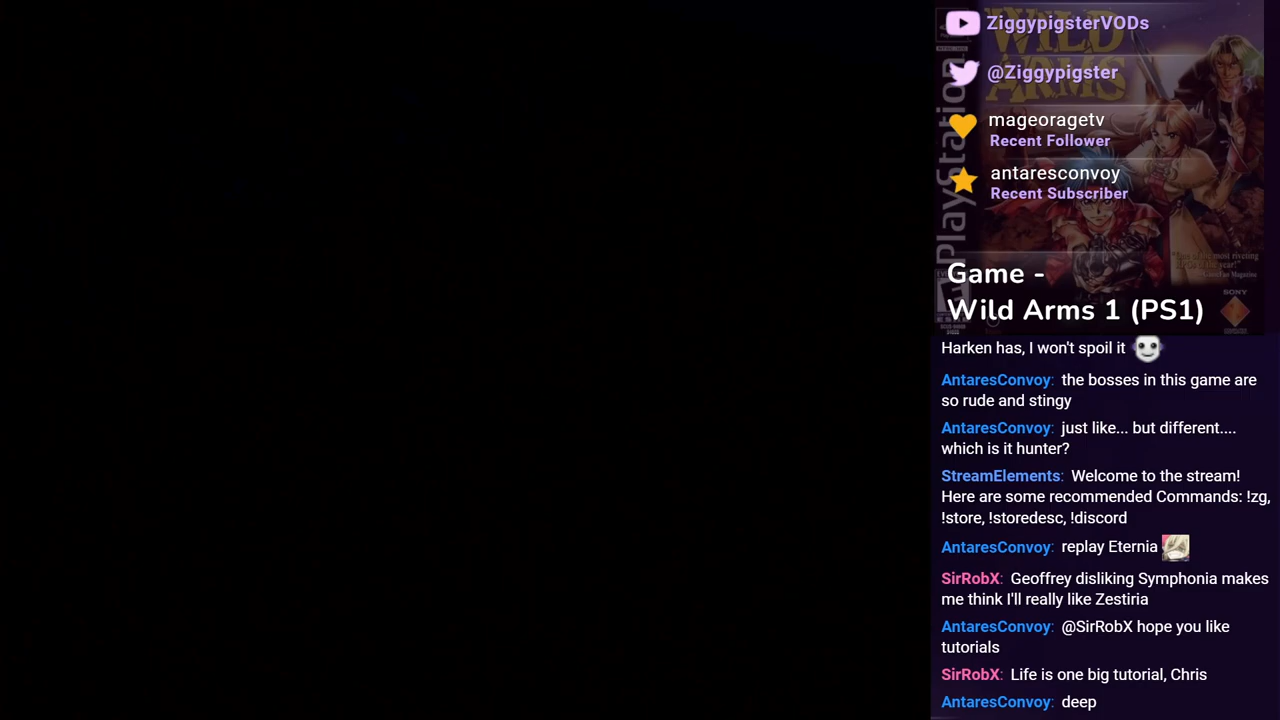 ZiggypigsterVODs
@Ziggypigster
mageoragetv
Recent Follower
antaresconvoy
Recent Subscriber
WILD
ARMS
PlayStation
Game -
Wild Arms 1 (PS1)
SONY
Harken has, I won't spoil it
AntaresConvoy: the bosses in this game are
so rude and stingy
AntaresConvoy: just like... but different....
which is it hunter?
StreamElements: Welcome to the stream!
Here are some recommended Commands: !zg,
!store, !storedesc, !discord
AntaresConvoy: replay Eternia
SirRobX: Geoffrey disliking Symphonia makes
me think I'll really like Zestiria
AntaresConvoy: @SirRobX hope you like
tutorials
SirRobX: Life is one big tutorial, Chris
AntaresConvoy: deep